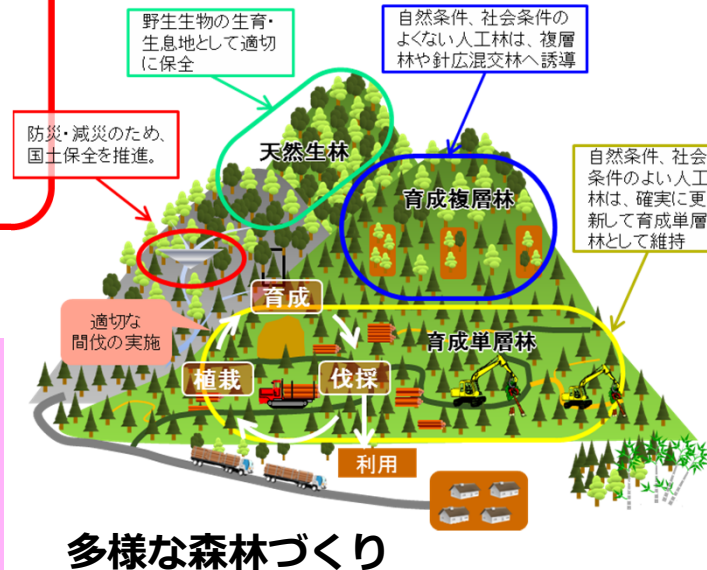 野生生物の生育・
生息地として適切
に保全
自然条件、社会条件の
よくない人工林は、複層
林や針広混交林へ誘導
防災・減災のため、
国土保全を推進。
天然生林
育成複層林
自然条件、社会
条件のよい人工
林は、確実に更
新して育成単層
林として維持
育成
適切な
間伐の実施
育成単層林
植栽
伐採
利用
多様な森林づくり